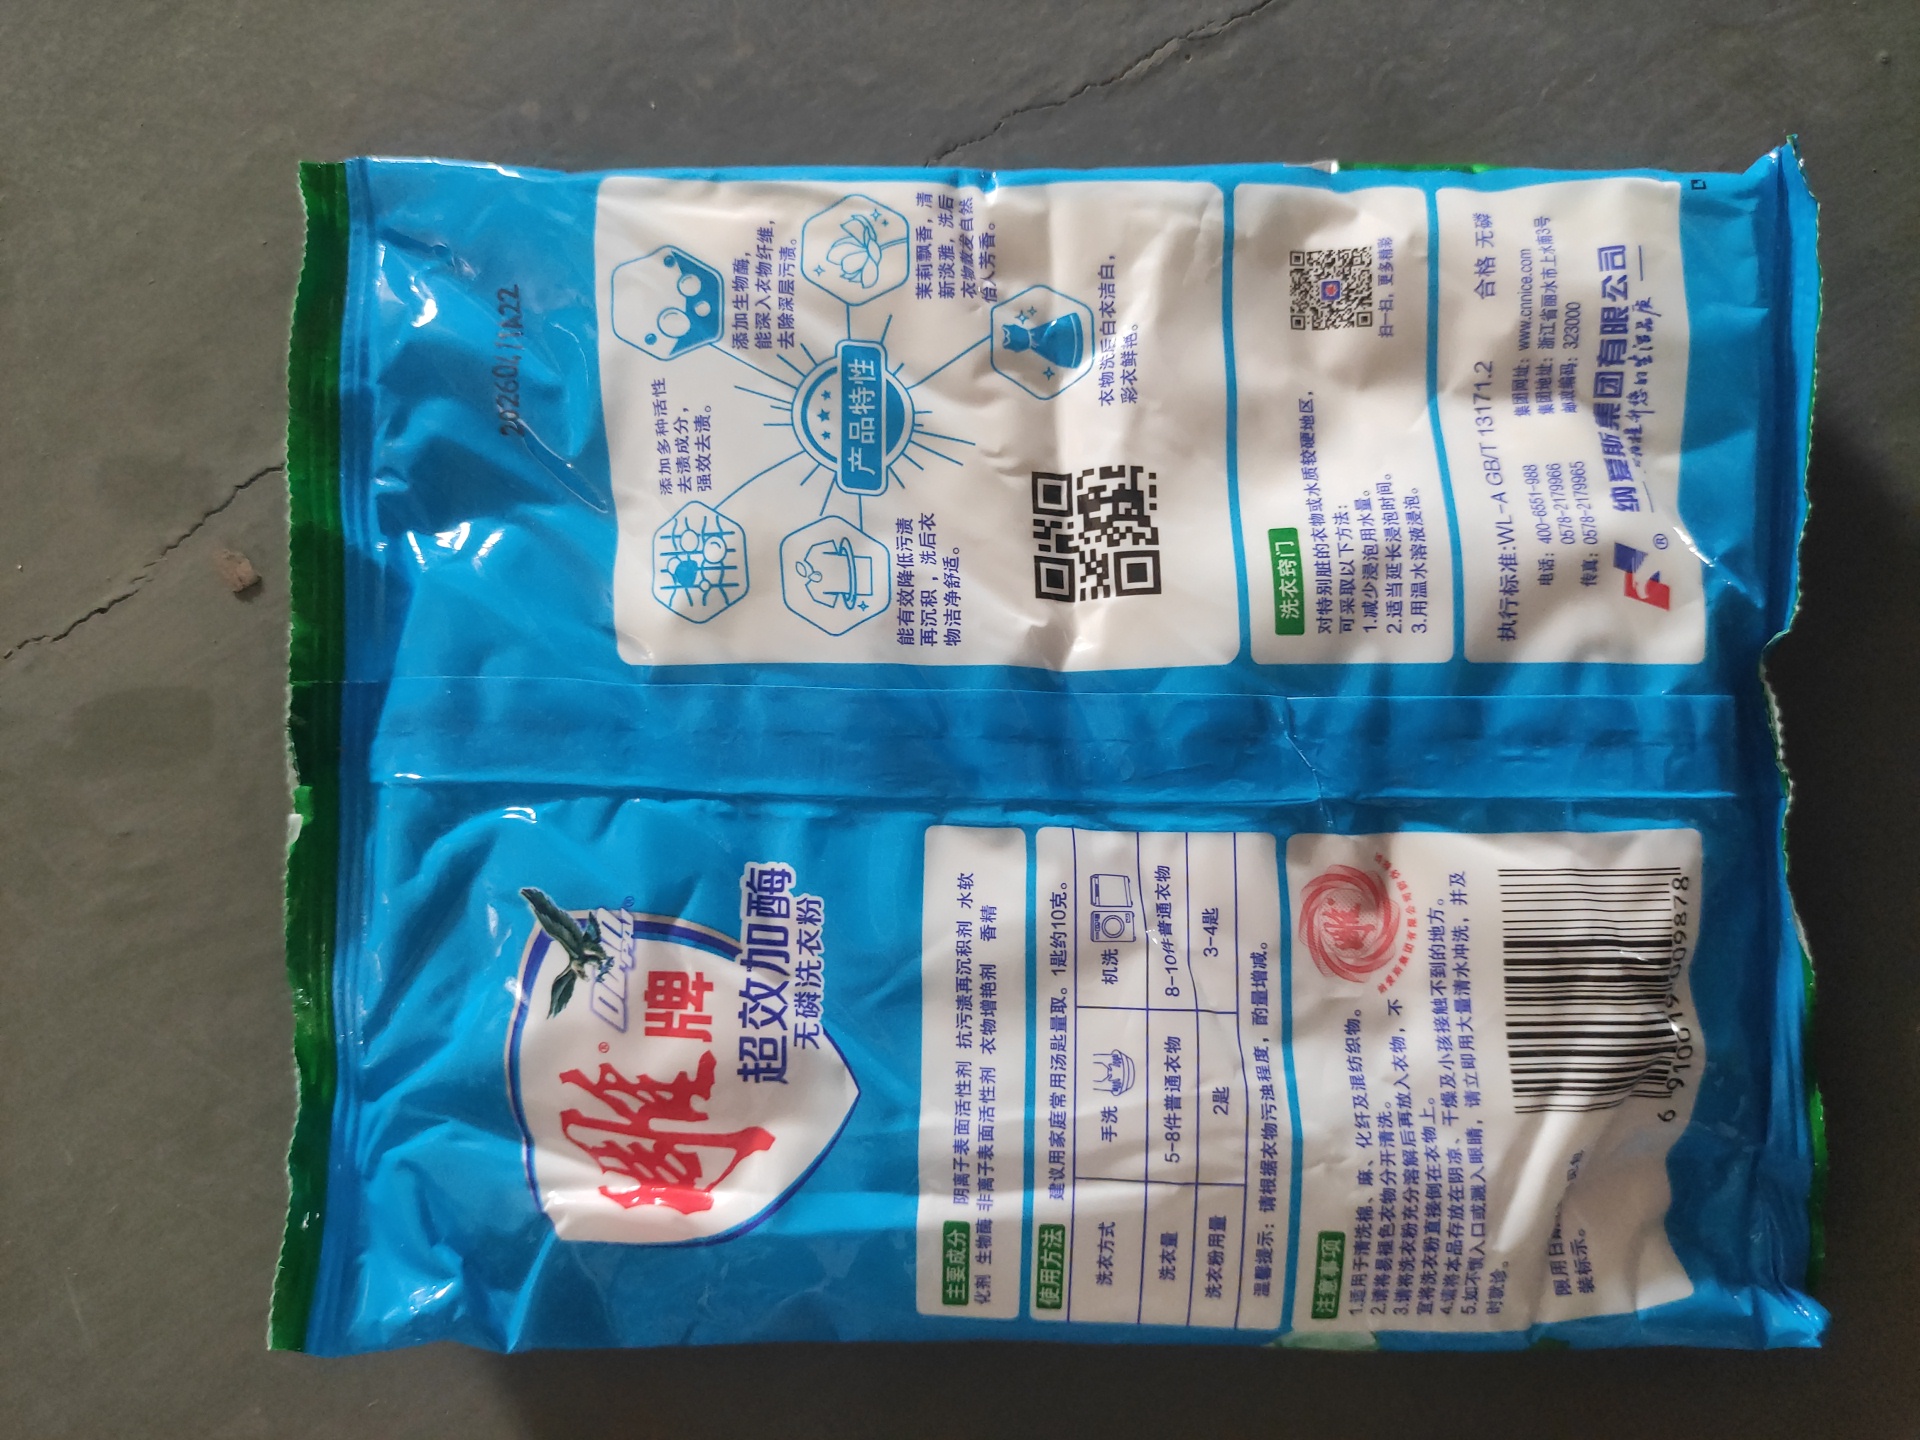 雕牌
®
超效加酶
无磷洗衣粉
主要成分 阴离子表面活性剂 抗污渍再沉积剂 水软
化剂 生物酶 非离子表面活性剂 衣物增艳剂 香精
使用方法 建议用家庭常用汤匙量取。1匙约10克。
洗衣方式 手洗 机洗
洗衣量 5-8件普通衣物 8-10件普通衣物
洗衣粉用量 2匙 3-4匙
温馨提示：请根据衣物污浊程度，酌量增减。
注意事项
1.适用于清洗棉、麻、化纤及混纺织物。
2.请将易褪色衣物分开清洗。
3.请将洗衣粉充分溶解后再放入衣物，不
宜将洗衣粉直接倒在衣物上。
4.请将本品存放在阴凉、干燥及小孩接触不到的地方。
5.如不慎入口或溅入眼睛，请立即用大量清水冲洗，并及
时就诊。
限用日
装标示。
产品特性
添加多种活性
去渍成分，
强效去渍。
添加生物酶，
能深入衣物纤维，
去除深层污渍。
茉莉飘香，清
新淡雅，洗后
衣物散发自然
怡人芳香。
能有效降低污渍
再沉积，洗后衣
物洁净舒适。
衣物洗后白衣洁白，
彩衣鲜艳。
洗衣窍门
对特别脏的衣物或水质较硬地区，
可采取以下方法：
1.减少浸泡用水量。
2.适当延长浸泡时间。
3.用温水溶液浸泡。
扫一扫，更多精彩
执行标准:WL-A GB/T 13171.2 合格 无磷
电话：400-6551-988
0578-2179966
传真：0578-2179965
集团网址：www.cnnice.com
集团地址：浙江省丽水市上水南3号
邮政编码：323000
®
纳爱斯集团有限公司